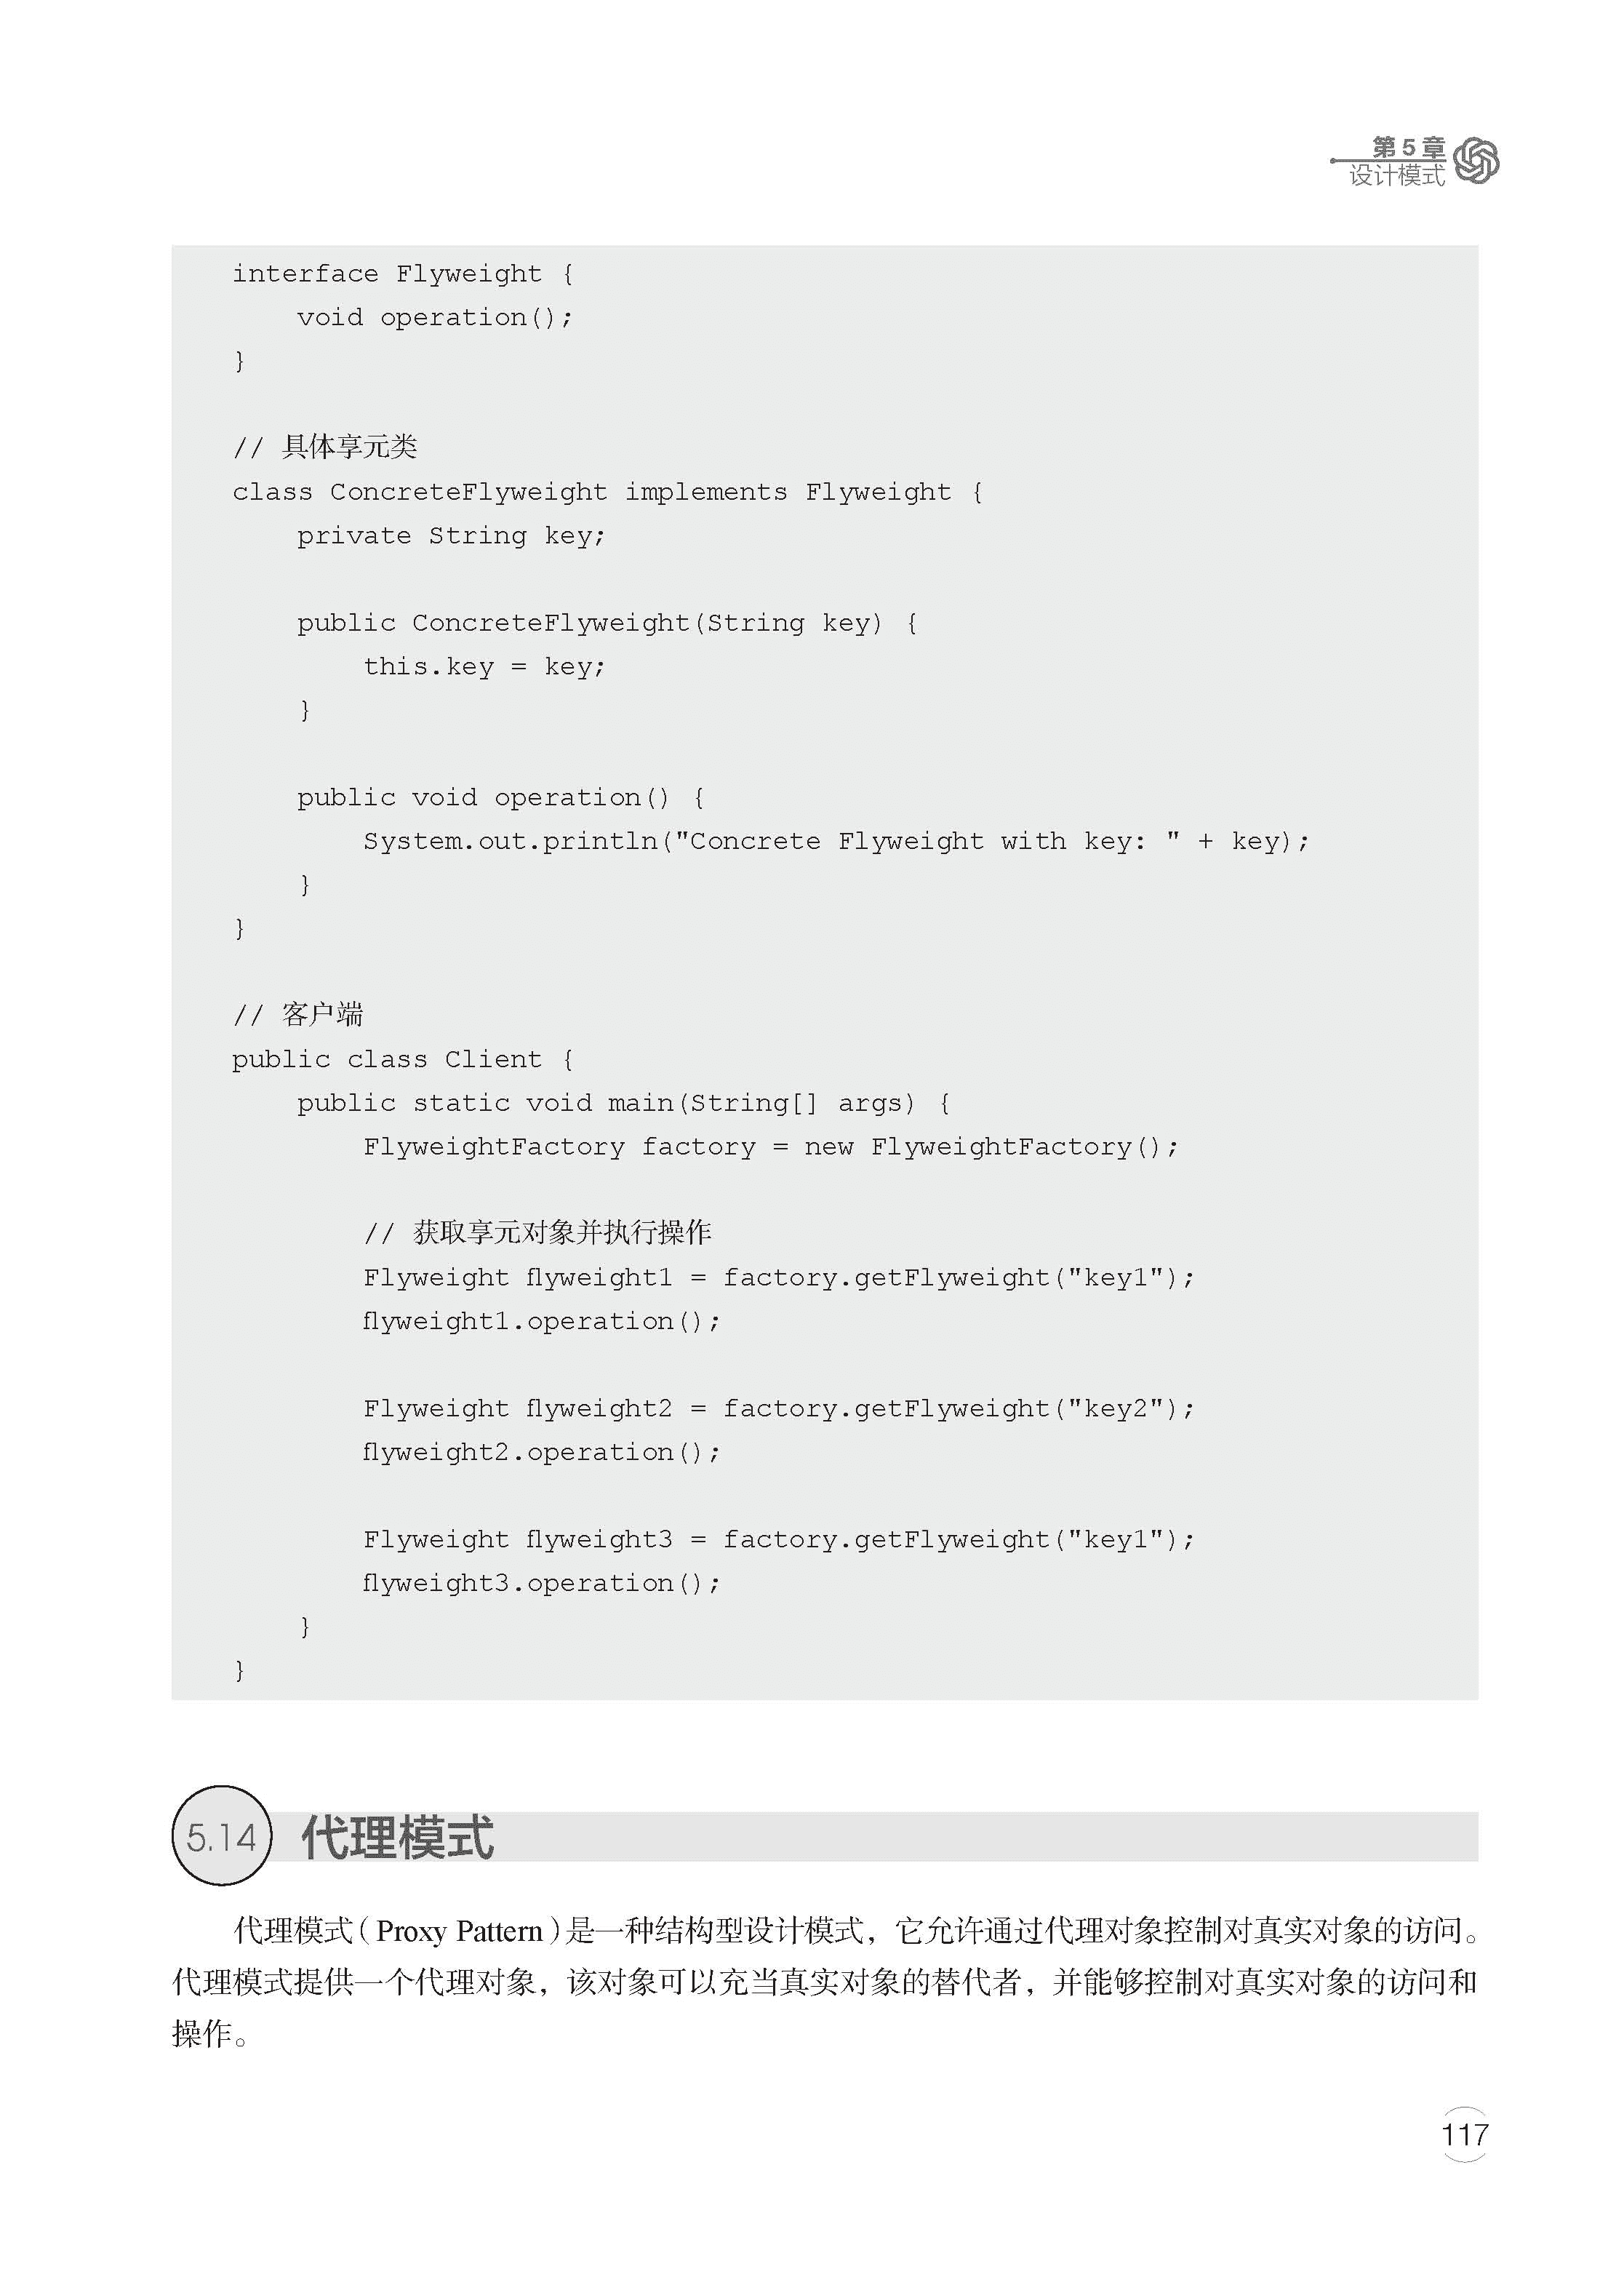 第5章
设计模式
interface Flyweight {
    void operation();
}
// 具体享元类
class ConcreteFlyweight implements Flyweight {
    private String key;
    public ConcreteFlyweight(String key) {
        this.key = key;
    }
    public void operation() {
        System.out.println("Concrete Flyweight with key: " + key);
    }
}
// 客户端
public class Client {
    public static void main(String[] args) {
        FlyweightFactory factory = new FlyweightFactory();
        // 获取享元对象并执行操作
        Flyweight flyweight1 = factory.getFlyweight("key1");
        flyweight1.operation();
        Flyweight flyweight2 = factory.getFlyweight("key2");
        flyweight2.operation();
        Flyweight flyweight3 = factory.getFlyweight("key1");
        flyweight3.operation();
    }
}
5.14 代理模式
代理模式（Proxy Pattern）是一种结构型设计模式，它允许通过代理对象控制对真实对象的访问。
代理模式提供一个代理对象，该对象可以充当真实对象的替代者，并能够控制对真实对象的访问和
操作。
117